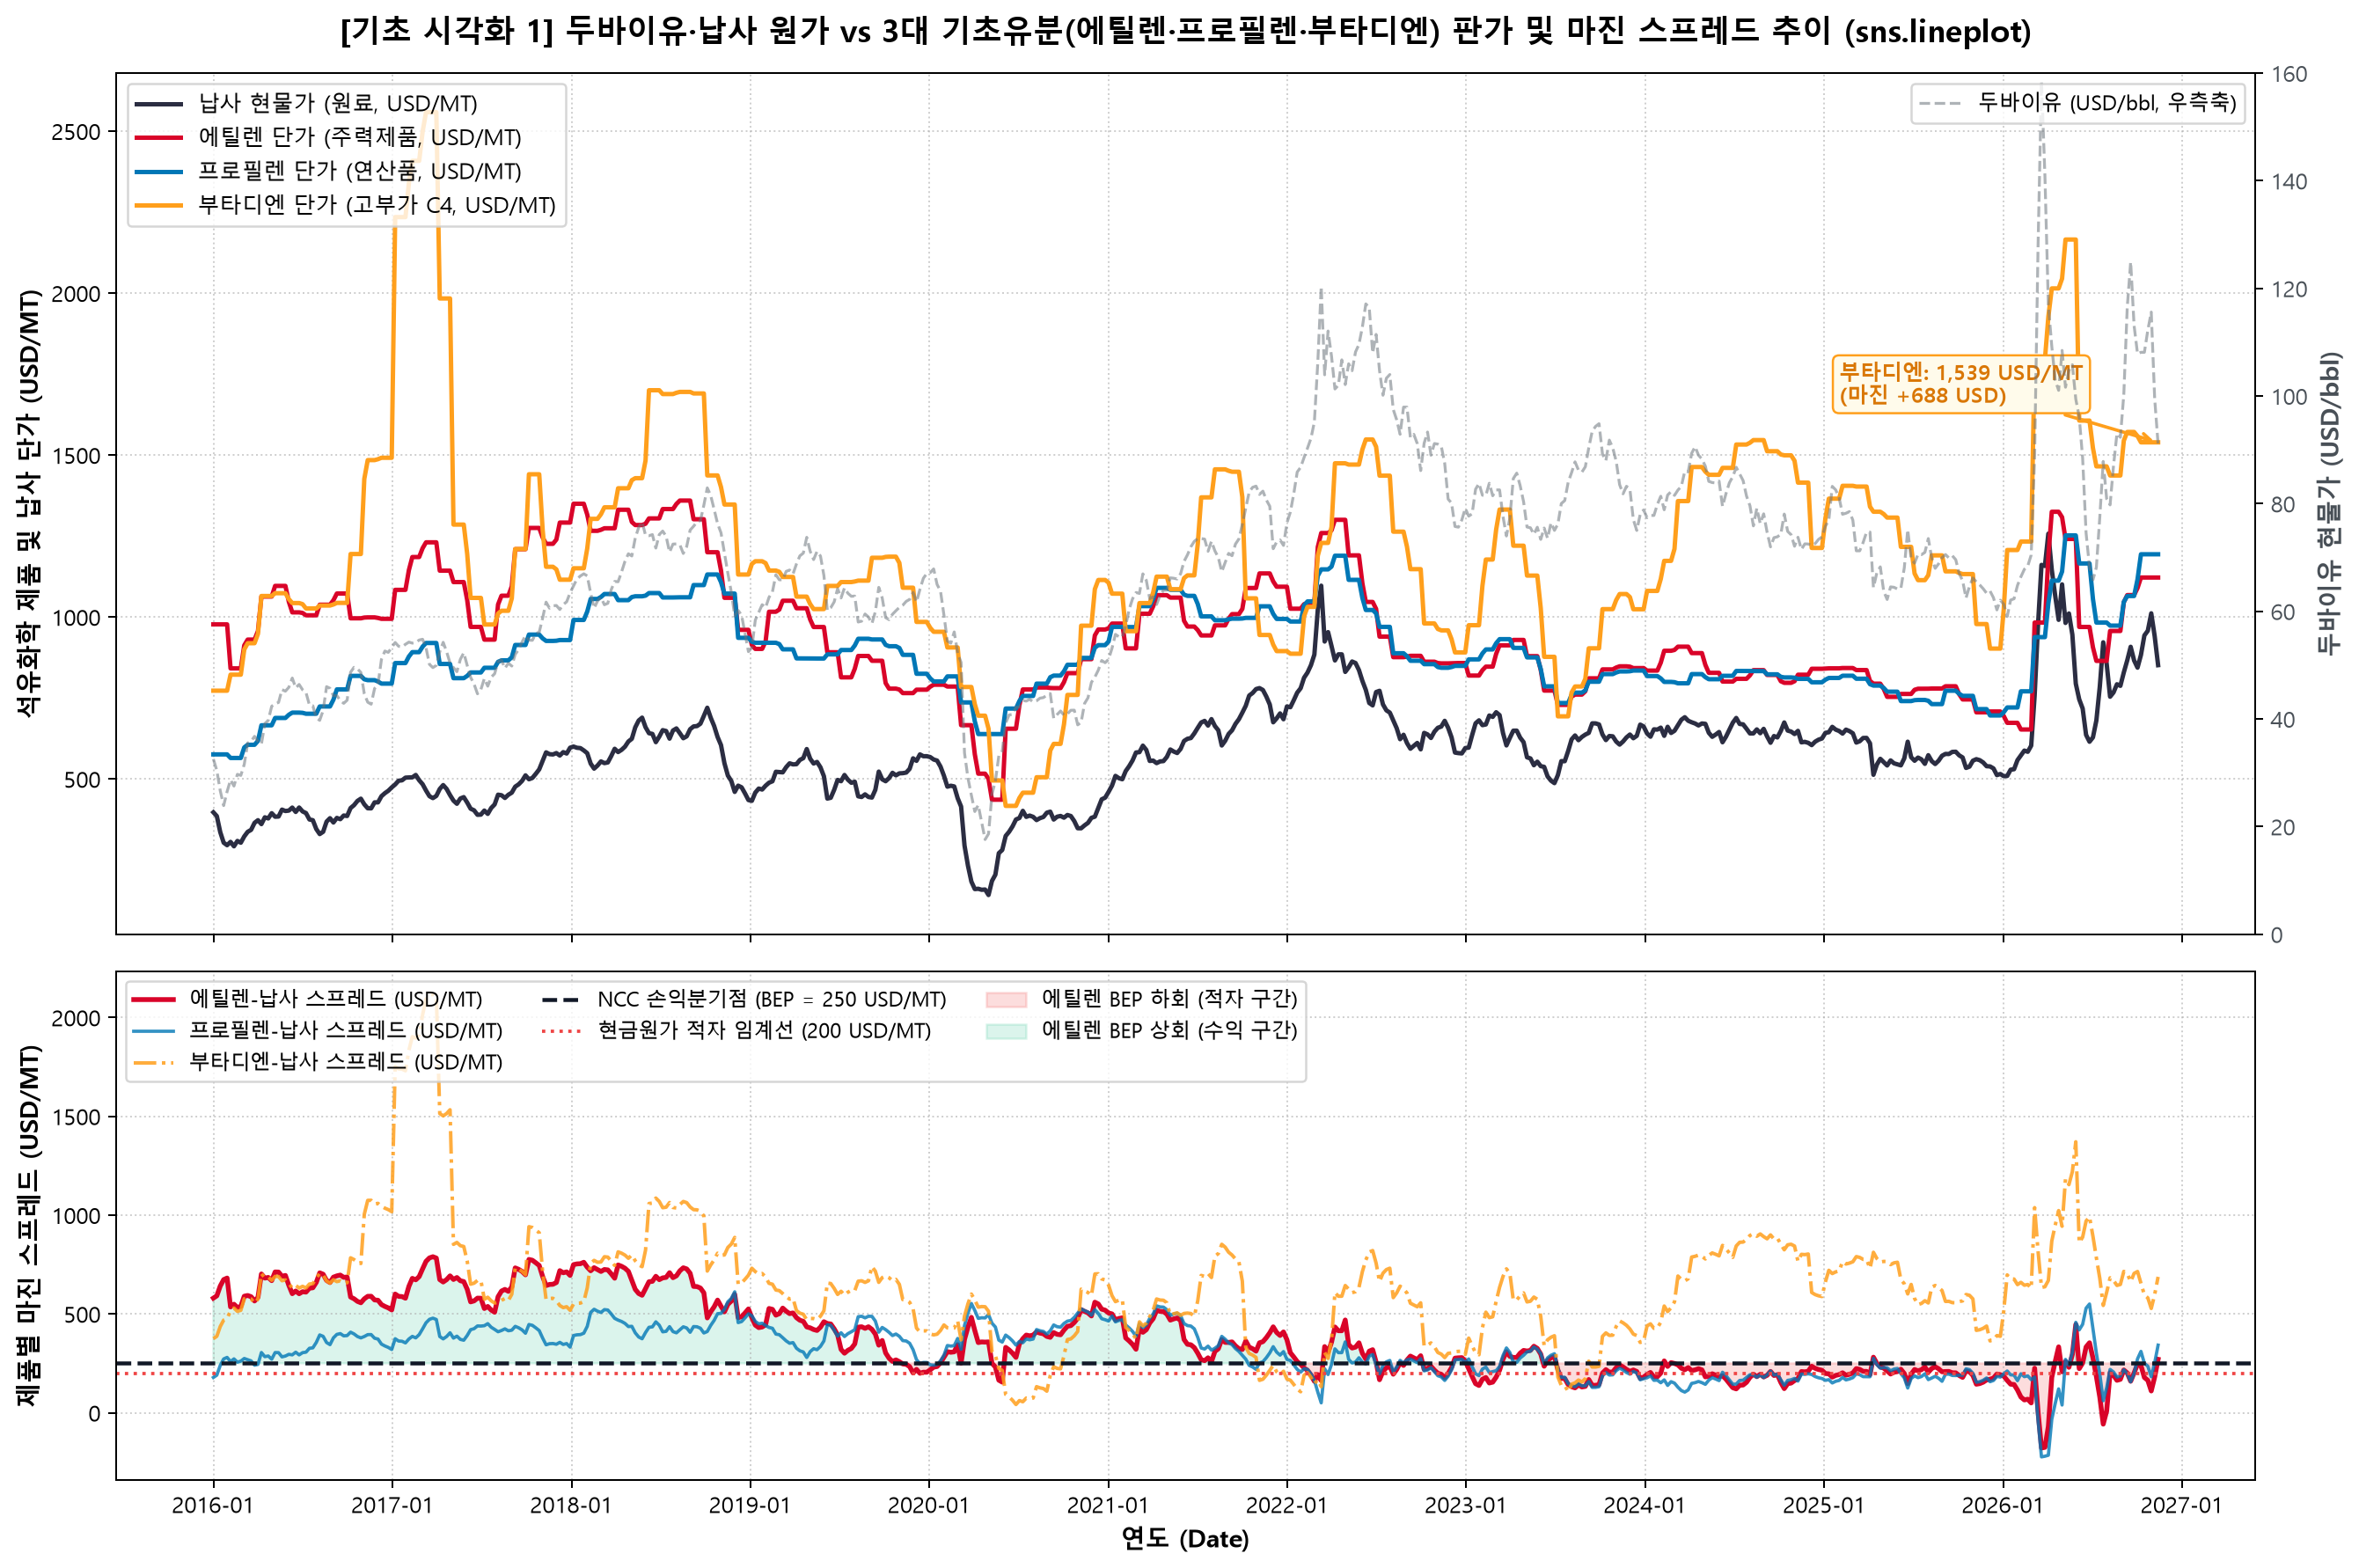 [기초 시각화 1] 두바이유·납사 원가 vs 3대 기초유분(에틸렌·프로필렌·부타디엔) 판가 및 마진 스프레드 추이 (sns.lineplot)
납사 현물가 (원료, USD/MT)
에틸렌 단가 (주력제품, USD/MT)
프로필렌 단가 (연산품, USD/MT)
부타디엔 단가 (고부가 C4, USD/MT)
두바이유 (USD/bbl, 우측축)
석유화학 제품 및 납사 단가 (USD/MT)
2500
2000
1500
1000
500
160
140
120
100
80
60
40
20
0
두바이유 현물가 (USD/bbl)
부타디엔: 1,539 USD/MT
(마진 +688 USD)
에틸렌-납사 스프레드 (USD/MT)
프로필렌-납사 스프레드 (USD/MT)
부타디엔-납사 스프레드 (USD/MT)
NCC 손익분기점 (BEP = 250 USD/MT)
현금원가 적자 임계선 (200 USD/MT)
에틸렌 BEP 하회 (적자 구간)
에틸렌 BEP 상회 (수익 구간)
제품별 마진 스프레드 (USD/MT)
2000
1500
1000
500
0
2016-01
2017-01
2018-01
2019-01
2020-01
2021-01
2022-01
2023-01
2024-01
2025-01
2026-01
2027-01
연도 (Date)